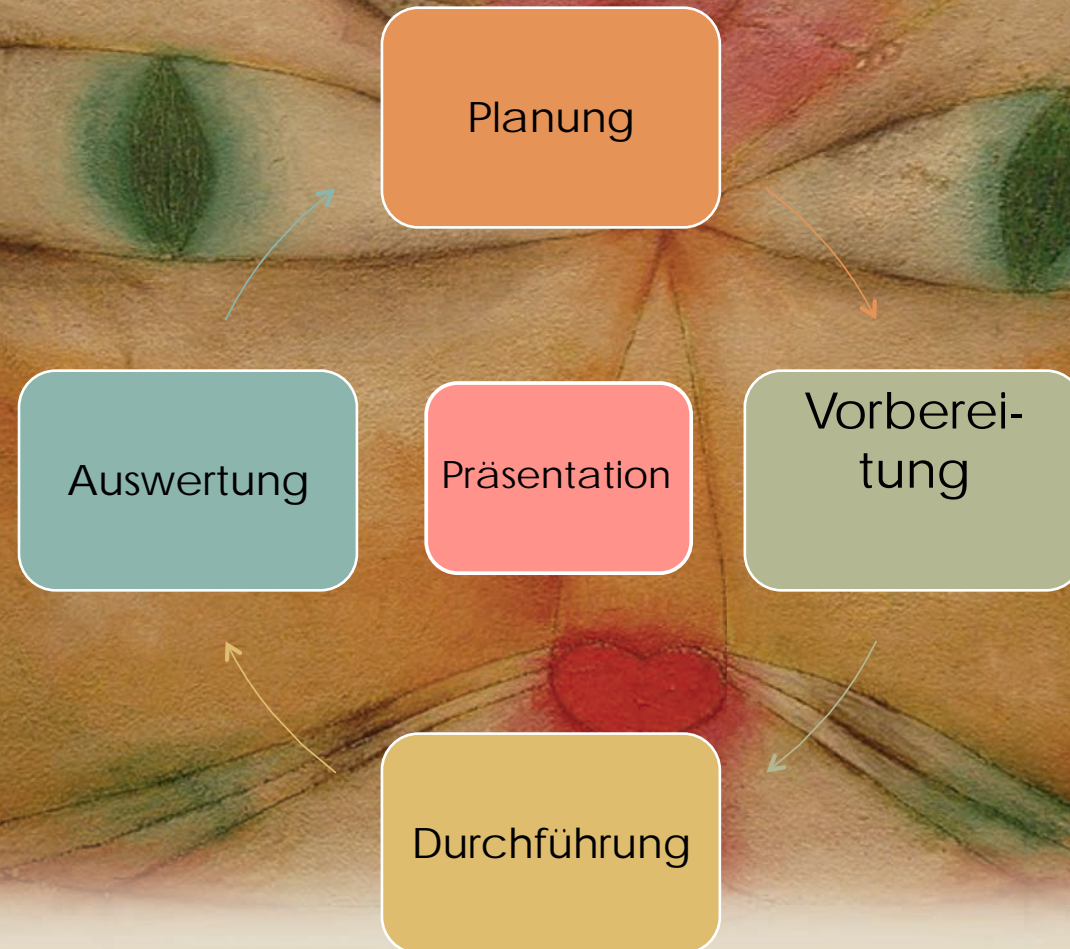 Planung
Auswertung
Präsentation
Vorberei-
tung
Durchführung